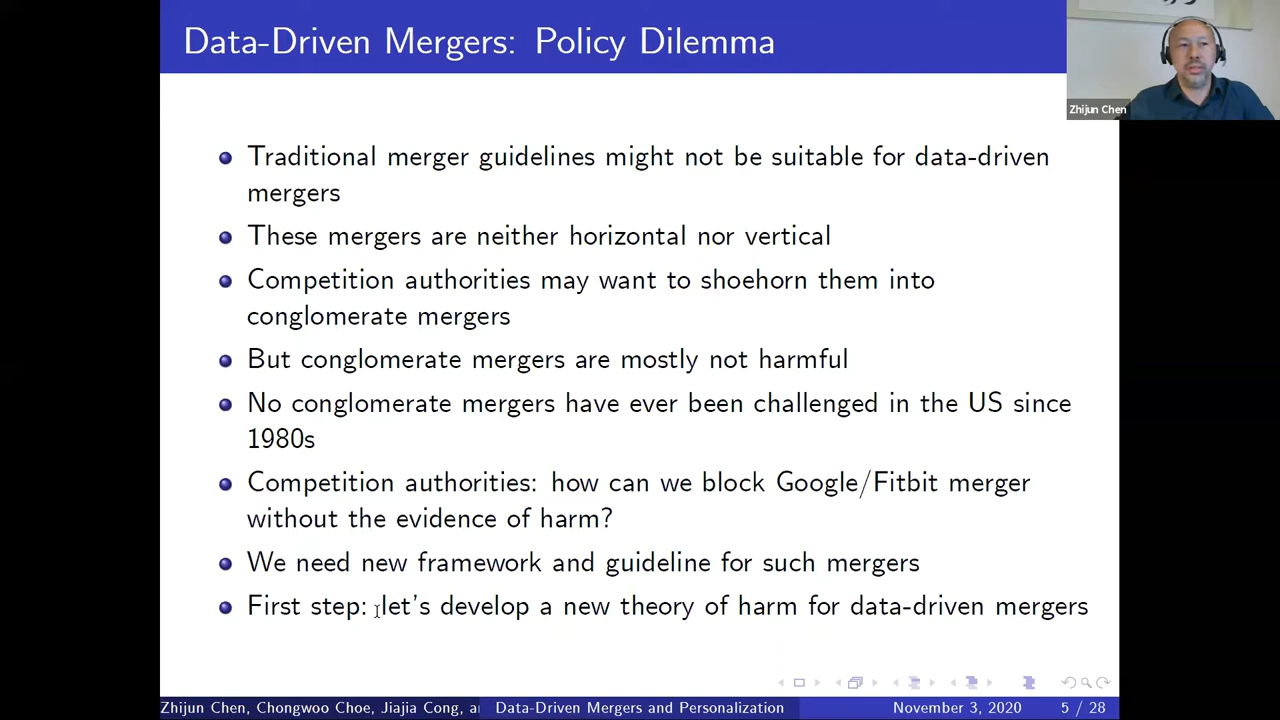 Data-Driven Mergers: Policy Dilemma
Zhijun Chen
Traditional merger guidelines might not be suitable for data-driven
mergers
These mergers are neither horizontal nor vertical
Competition authorities may want to shoehorn them into
conglomerate mergers
But conglomerate mergers are mostly not harmful
No conglomerate mergers have ever been challenged in the US since
1980s
Competition authorities: how can we block Google/Fitbit merger
without the evidence of harm?
We need new framework and guideline for such mergers
First step: let's develop a new theory of harm for data-driven mergers
Zhijun Chen, Chongwoo Choe, Jiajia Cong, a
Data-Driven Mergers and Personalization
November 3, 2020
5 / 28